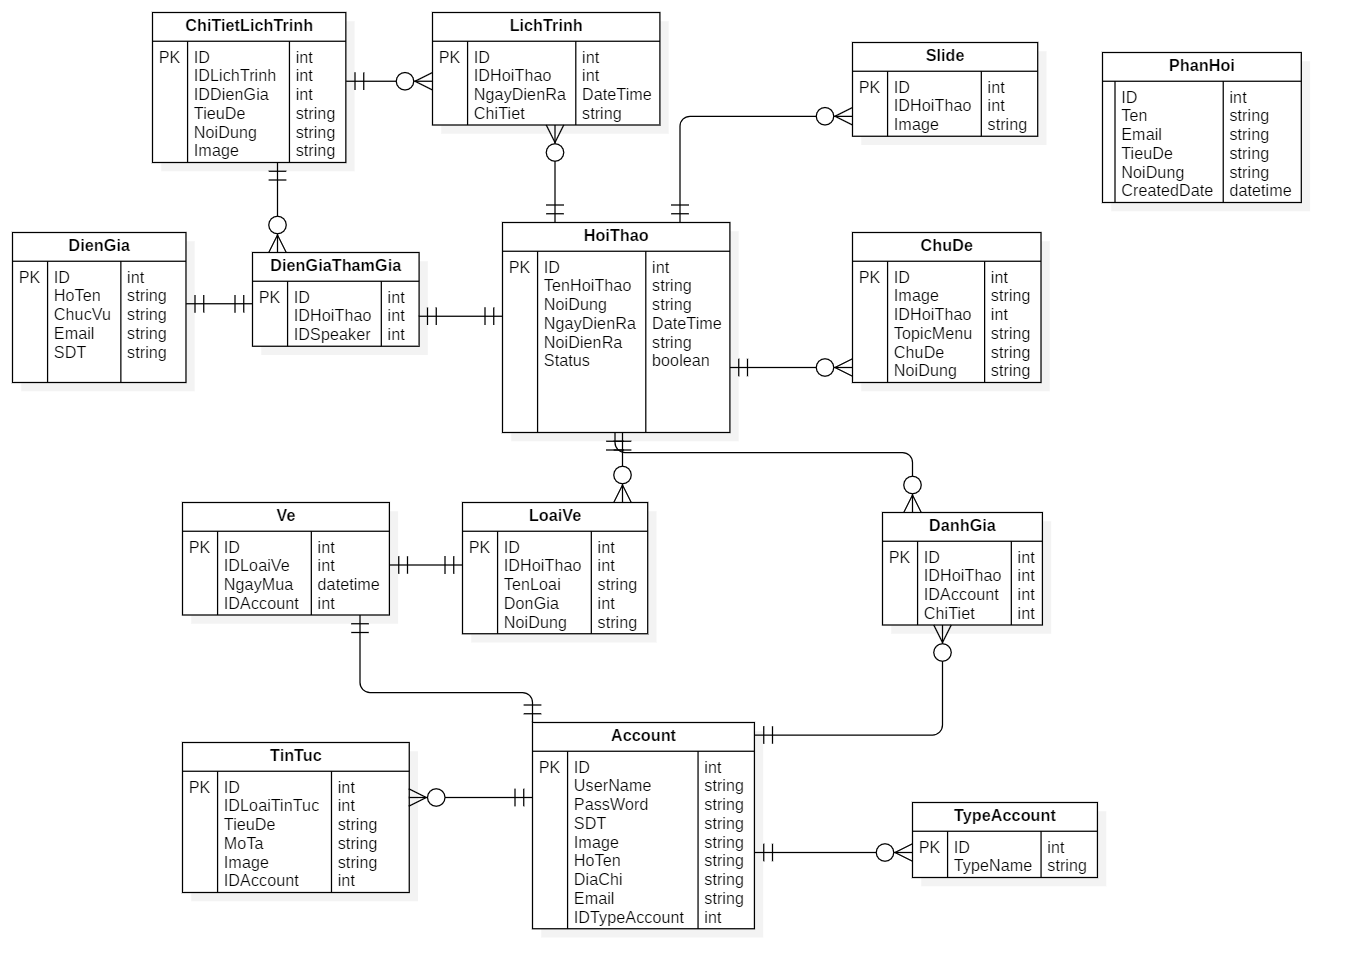 ChiTietLichTrinh
PK ID int
IDLichTrinh int
IDDienGia int
TieuDe string
NoiDung string
Image string
LichTrinh
PK ID int
IDHoiThao int
NgayDienRa DateTime
ChiTiet string
Slide
PK ID int
IDHoiThao int
Image string
PhanHoi
ID int
Ten string
Email string
TieuDe string
NoiDung string
CreatedDate datetime
DienGia
PK ID int
HoTen string
ChucVu string
Email string
SDT string
DienGiaThamGia
PK ID int
IDHoiThao int
IDSpeaker int
HoiThao
PK ID int
TenHoiThao string
NoiDung string
NgayDienRa DateTime
NoiDienRa string
Status boolean
ChuDe
PK ID int
Image string
IDHoiThao int
TopicMenu string
ChuDe string
NoiDung string
Ve
PK ID int
IDLoaiVe int
NgayMua datetime
IDAccount int
LoaiVe
PK ID int
IDHoiThao int
TenLoai string
DonGia int
NoiDung string
DanhGia
PK ID int
IDHoiThao int
IDAccount int
ChiTiet int
TinTuc
PK ID int
IDLoaiTinTuc int
TieuDe string
MoTa string
Image string
IDAccount int
Account
PK ID int
UserName string
PassWord string
SDT string
Image string
HoTen string
DiaChi string
Email string
IDTypeAccount int
TypeAccount
PK ID int
TypeName string